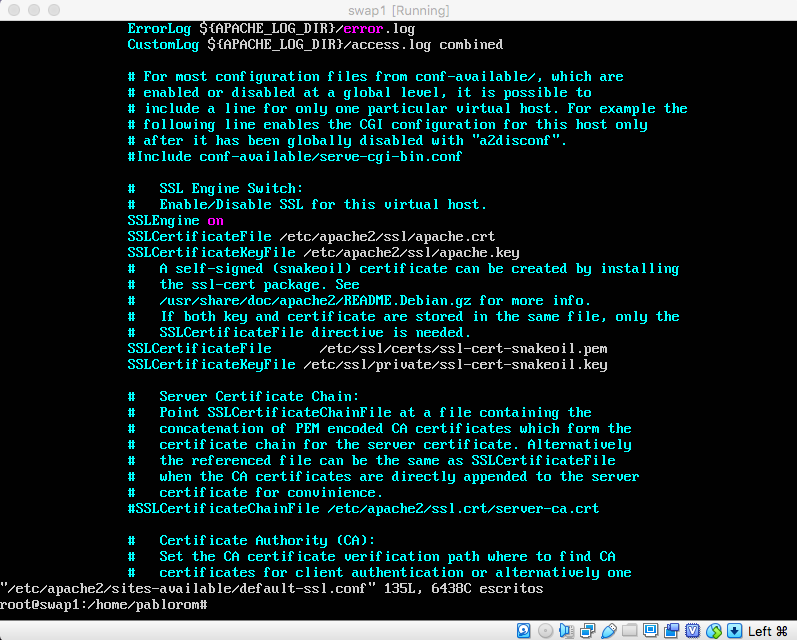 swap1 [Running]
ErrorLog ${APACHE_LOG_DIR}/error.log
CustomLog ${APACHE_LOG_DIR}/access.log combined
# For most configuration files from conf-available/, which are
# enabled or disabled at a global level, it is possible to
# include a line for only one particular virtual host. For example the
# following line enables the CGI configuration for this host only
# after it has been globally disabled with "a2disconf".
#Include conf-available/serve-cgi-bin.conf
#   SSL Engine Switch:
#   Enable/Disable SSL for this virtual host.
SSLEngine on
SSLCertificateFile /etc/apache2/ssl/apache.crt
SSLCertificateKeyFile /etc/apache2/ssl/apache.key
#   A self-signed (snakeoil) certificate can be created by installing
#   the ssl-cert package. See
#   /usr/share/doc/apache2/README.Debian.gz for more info.
#   If both key and certificate are stored in the same file, only the
#   SSLCertificateFile directive is needed.
SSLCertificateFile      /etc/ssl/certs/ssl-cert-snakeoil.pem
SSLCertificateKeyFile /etc/ssl/private/ssl-cert-snakeoil.key
#   Server Certificate Chain:
#   Point SSLCertificateChainFile at a file containing the
#   concatenation of PEM encoded CA certificates which form the
#   certificate chain for the server certificate. Alternatively
#   the referenced file can be the same as SSLCertificateFile
#   when the CA certificates are directly appended to the server
#   certificate for convinience.
#SSLCertificateChainFile /etc/apache2/ssl.crt/server-ca.crt
#   Certificate Authority (CA):
#   Set the CA certificate verification path where to find CA
#   certificates for client authentication or alternatively one
"/etc/apache2/sites-available/default-ssl.conf" 135L, 6438C escritos
root@swap1:/home/pablorom#
Left ⌘